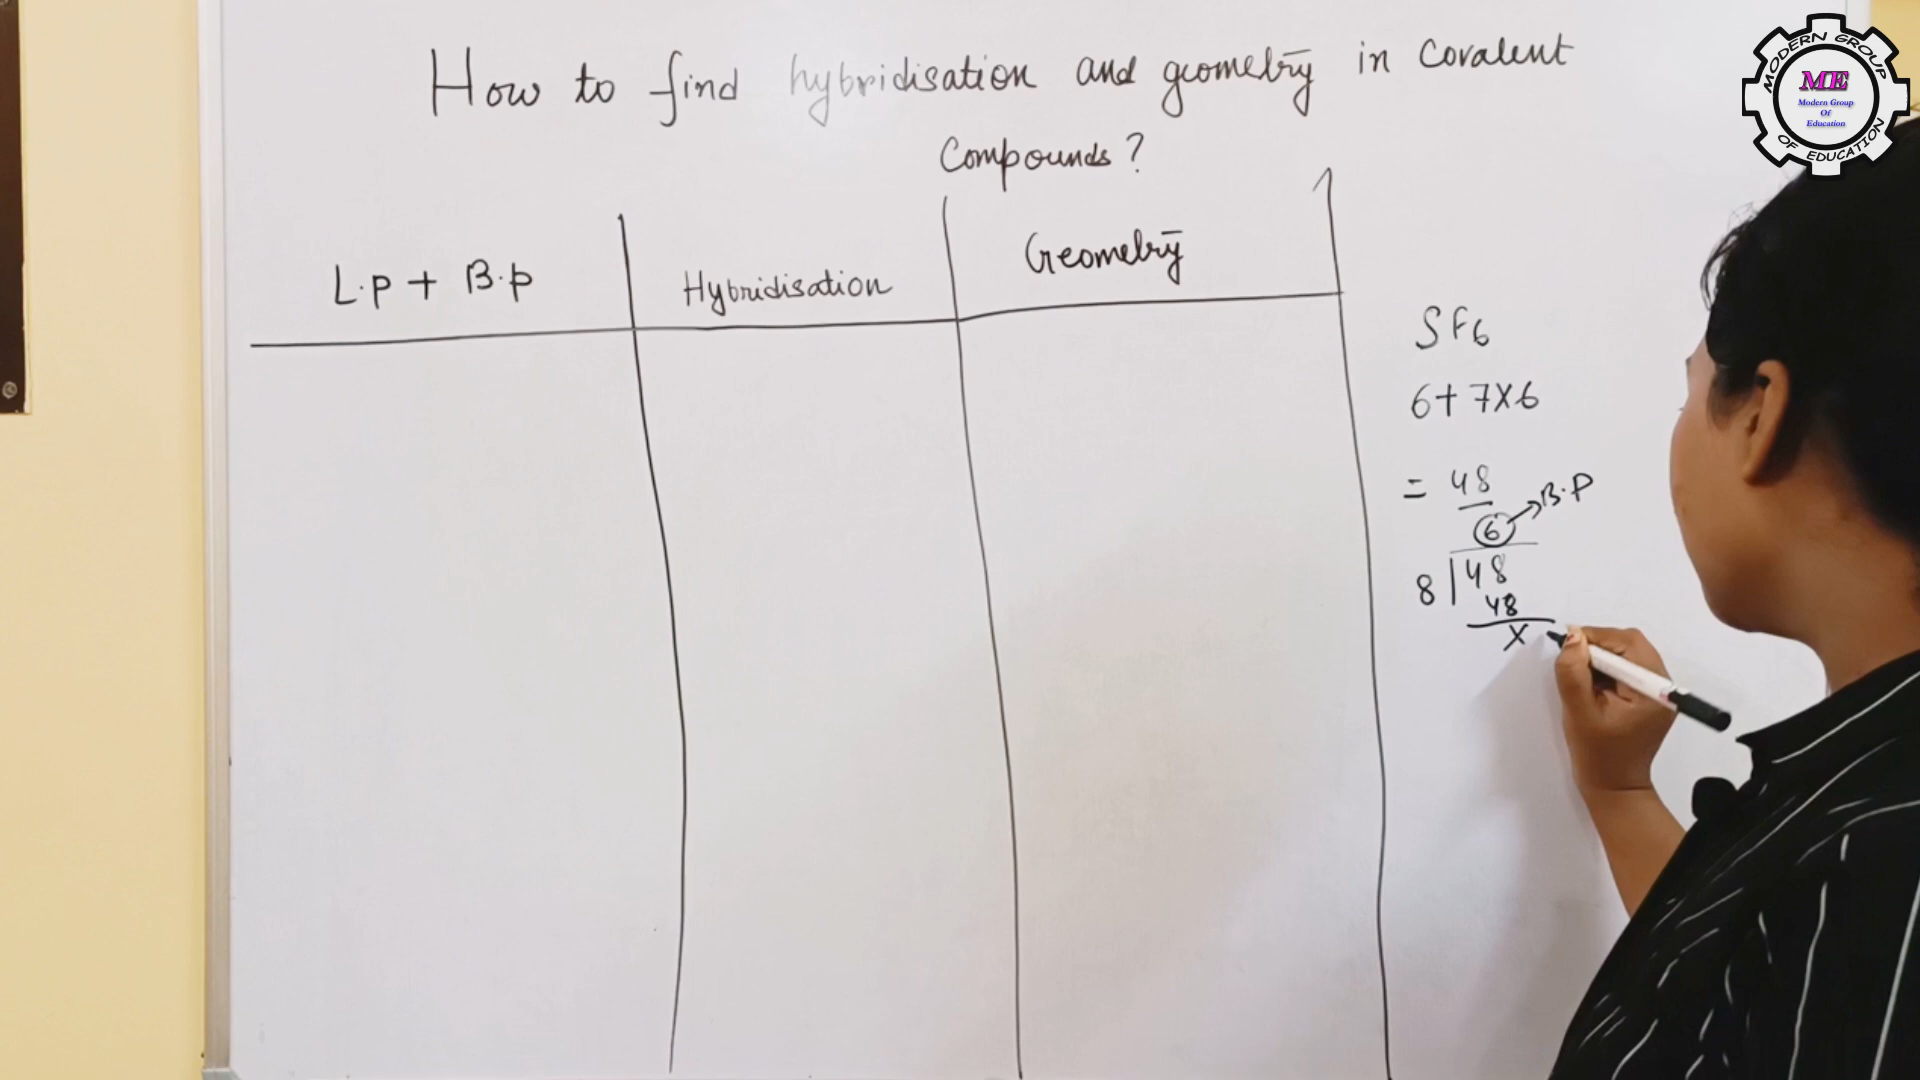 How to find hybridisation and geometry in Covalent
Compounds?
L.p + B.p
Hybridisation
Geometry
SF6
6+7X6
= 48
6 → B.P
8 48
48
X
MODERN GROUP
OF EDUCATION
ME
Modern Group
Of
Education